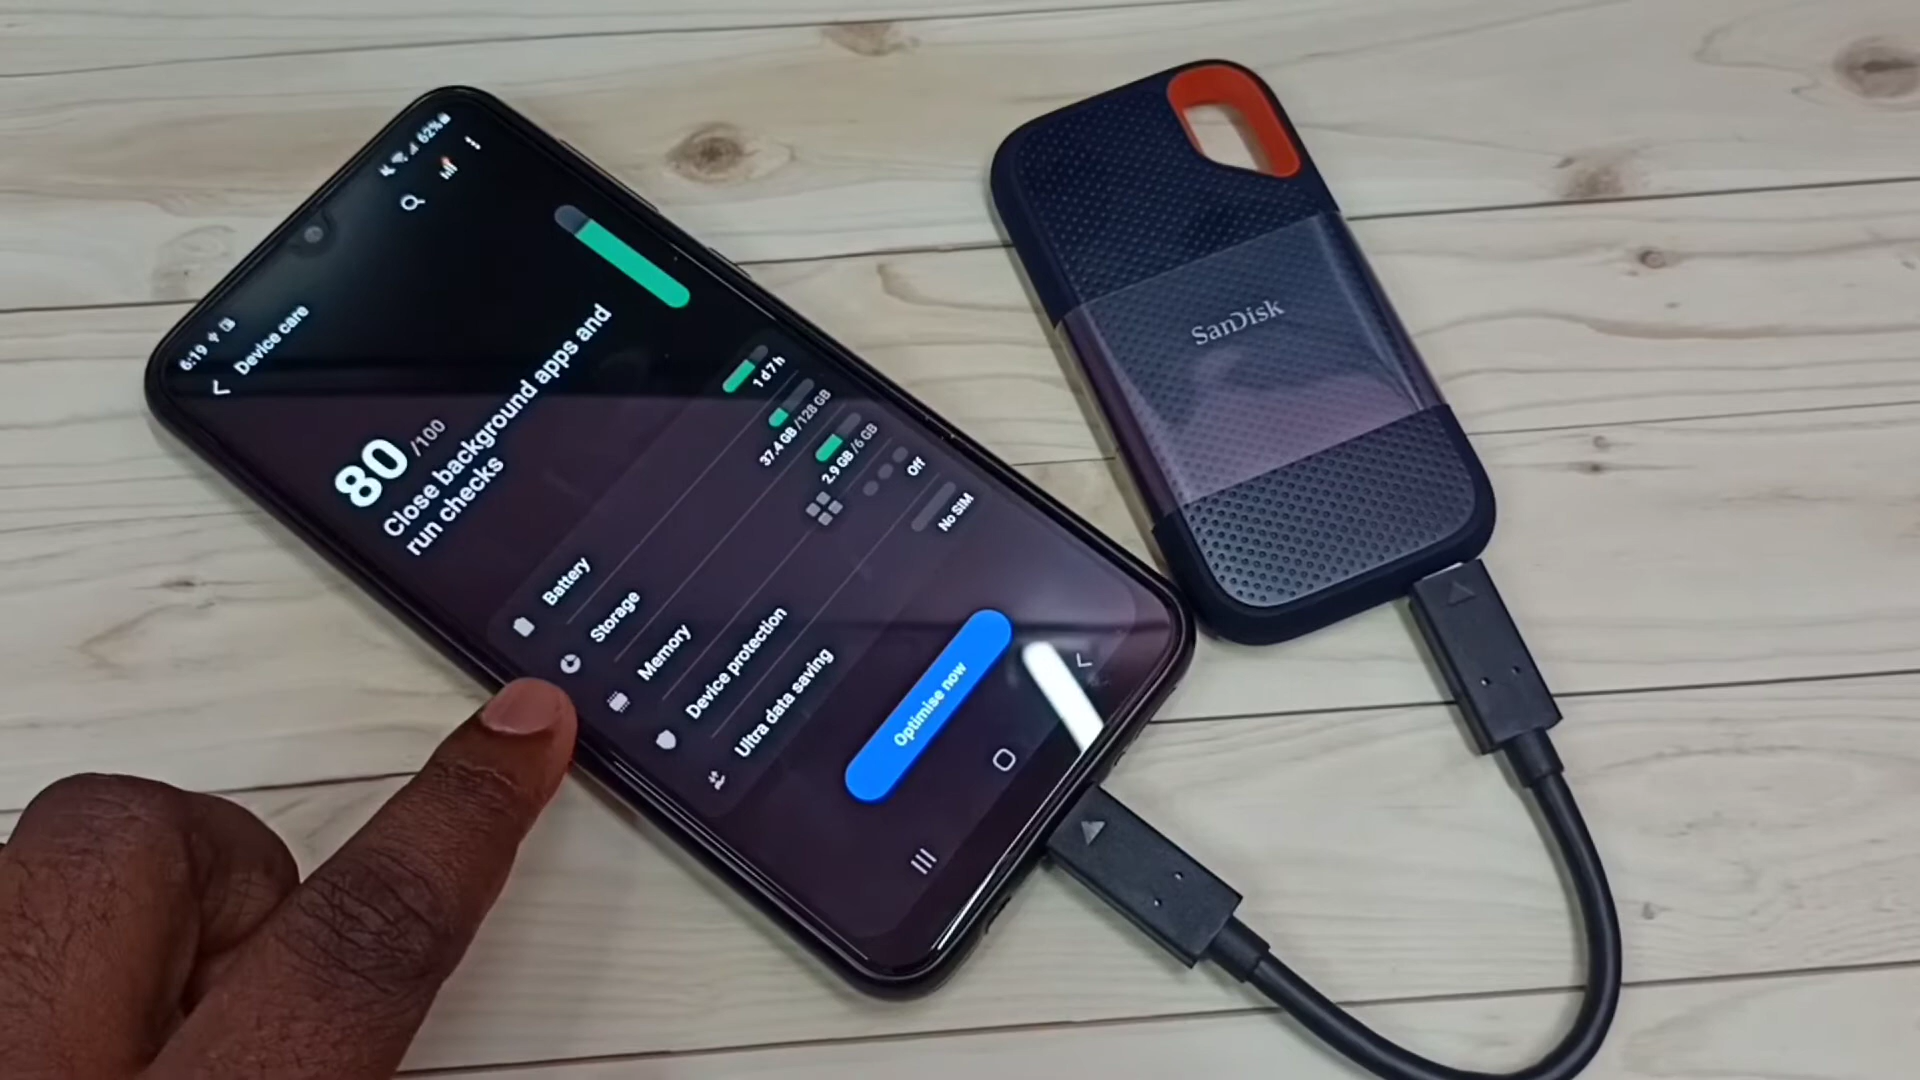 6:19
62%
Device care
80 /100
Close background apps and
run checks
Battery
1 d 7 h
Storage
37.4 GB /128 GB
Memory
2.9 GB /6 GB
Device protection
Off
Ultra data saving
No SIM
Optimise now
SanDisk